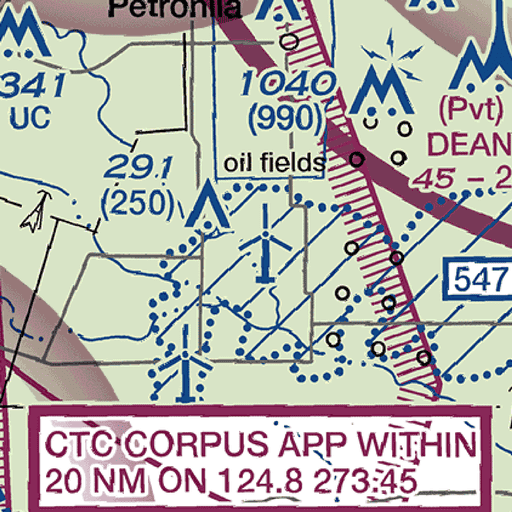 Petronila
341
UC
1040
(990)
(Pvt)
DEAN
45 - 2
oil fields
291
(250)
547
CTC CORPUS APP WITHIN
20 NM ON 124.8 273.45